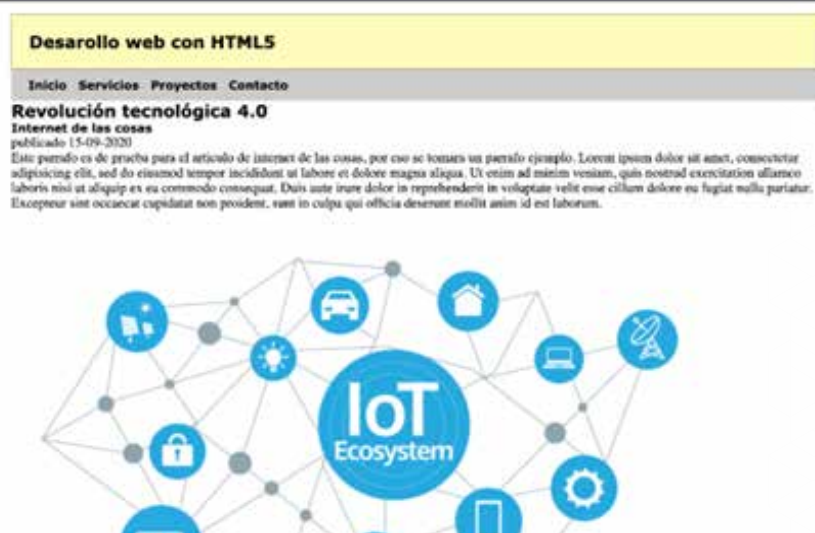 Desarollo web con HTML5
Inicio Servicios Proyectos Contacto
Revolución tecnológica 4.0
Internet de las cosas
publicado 15-09-2020
Este parrado es de prueba para el articulo de internet de las cosas, por eso se tomara un parrafo ejemplo. Lorem ipsum dolor sit amet, consectetur
adipisicing elit, sed do eiusmod tempor incididunt ut labore et dolore magna aliqua. Ut enim ad minim veniam, quis nostrud exercitation ullamco
laboris nisi ut aliquip ex ea commodo consequat. Duis aute irure dolor in reprehenderit in voluptate velit esse cillum dolore eu fugiat nulla pariatur.
Excepteur sint occaecat cupidatat non proident, sunt in culpa qui officia deserunt mollit anim id est laborum.
IoT
Ecosystem